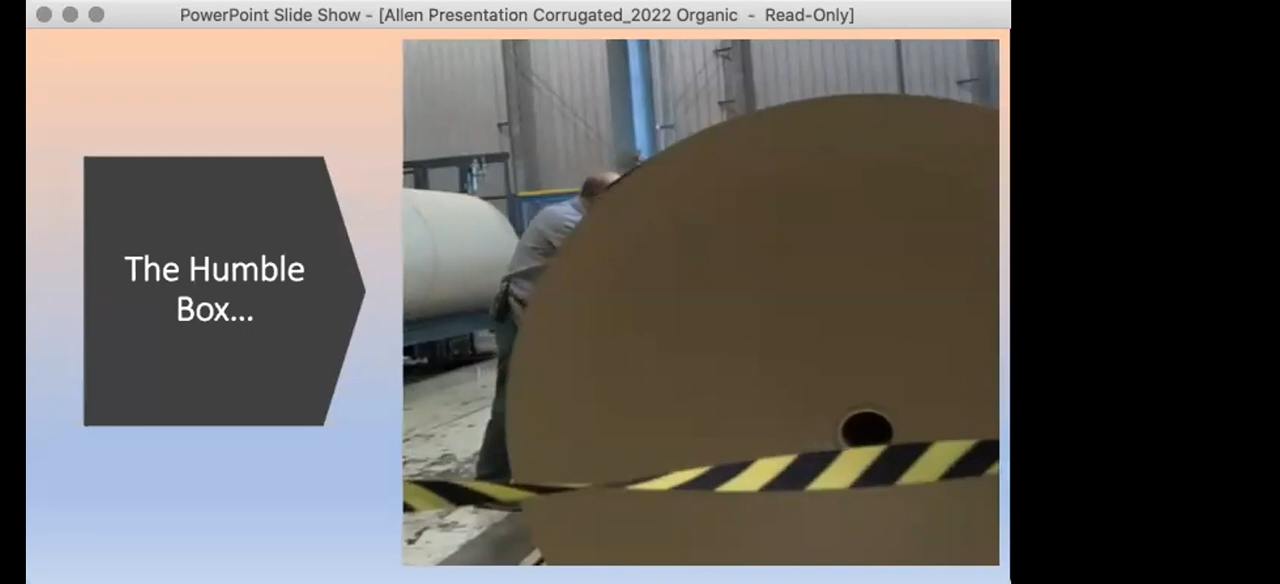 PowerPoint Slide Show - [Allen Presentation Corrugated_2022 Organic - Read-Only]
The Humble
Box...